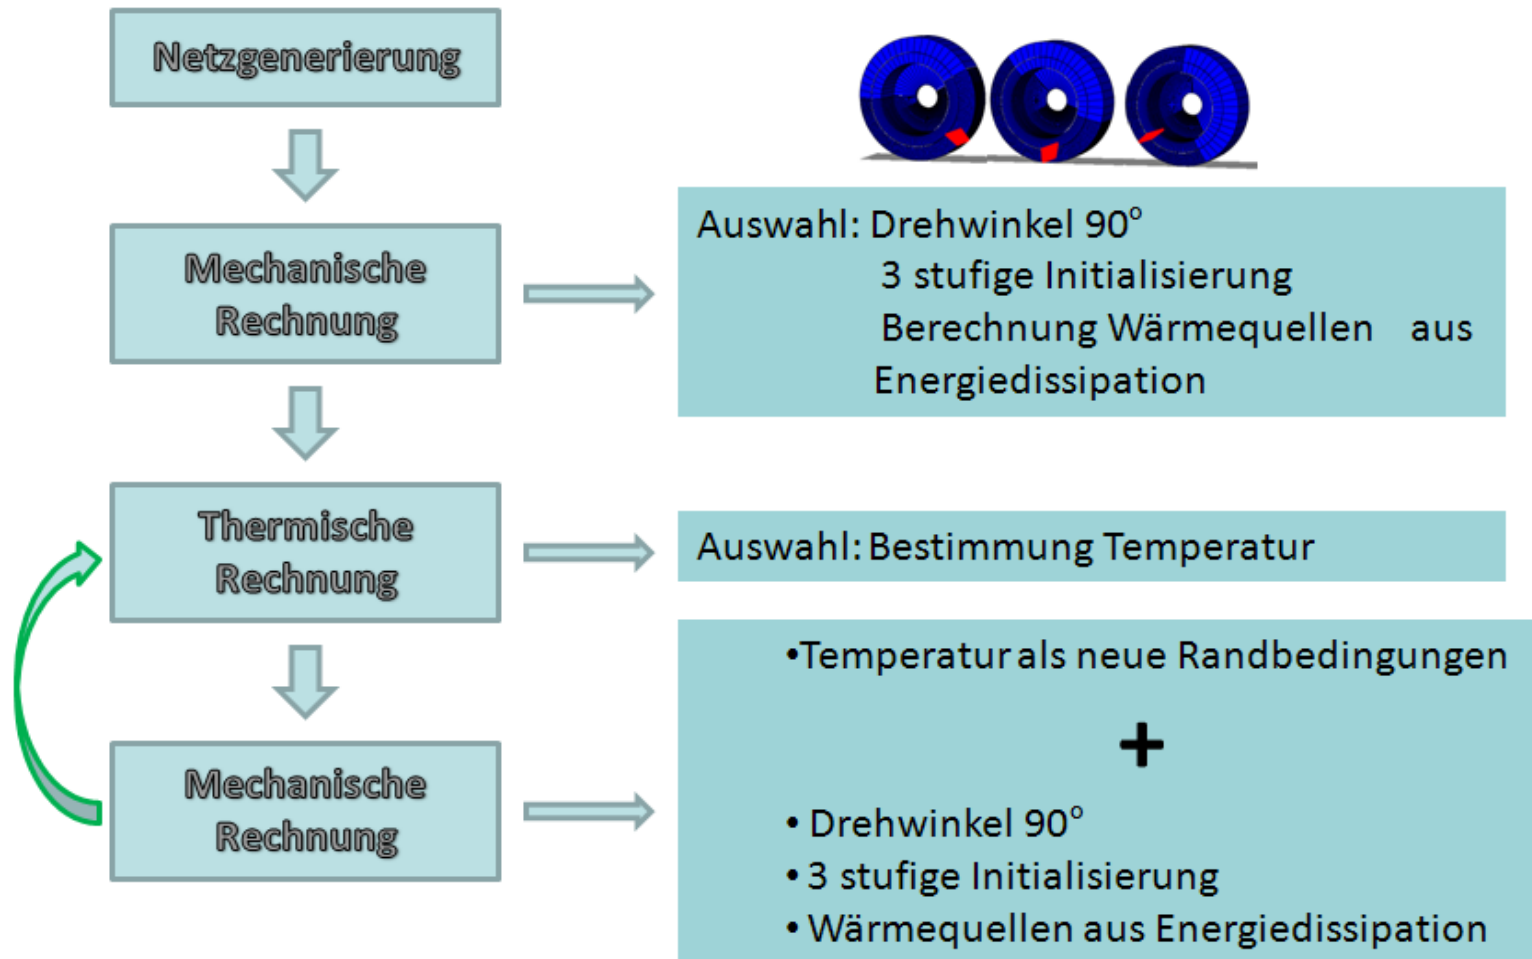 Netzgenerierung
Mechanische
Rechnung
Auswahl: Drehwinkel 90°
3 stufige Initialisierung
Berechnung Wärmequellen aus
Energiedissipation
Thermische
Rechnung
Auswahl: Bestimmung Temperatur
Mechanische
Rechnung
•Temperatur als neue Randbedingungen
+
• Drehwinkel 90°
• 3 stufige Initialisierung
• Wärmequellen aus Energiedissipation